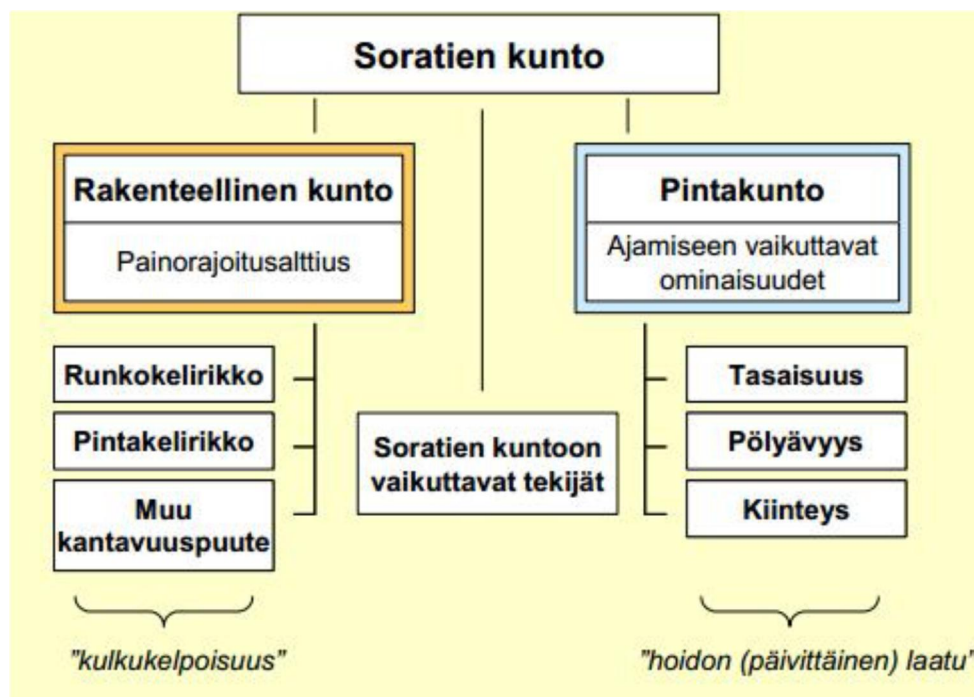 Soratien kunto
Rakenteellinen kunto
Painorajoitusalttius
Pintakunto
Ajamiseen vaikuttavat
ominaisuudet
Runkokelirikko
Pintakelirikko
Muu
kantavuuspuute
Soratien kuntoon
vaikuttavat tekijät
Tasaisuus
Pölyävyys
Kiinteys
”kulkukelpoisuus”
”hoidon (päivittäinen) laatu”